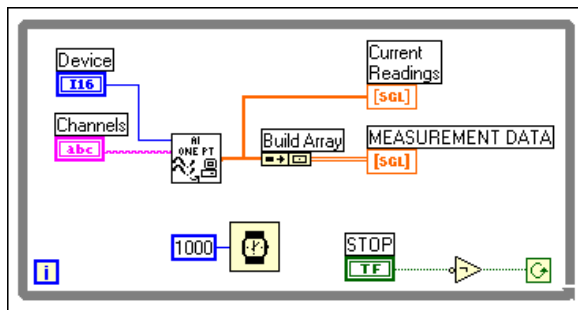 Device
I16
Channels
abc
AI
ONE PT
Current
Readings
[SGL]
Build Array
MEASUREMENT DATA
[SGL]
1000
STOP
TF
i